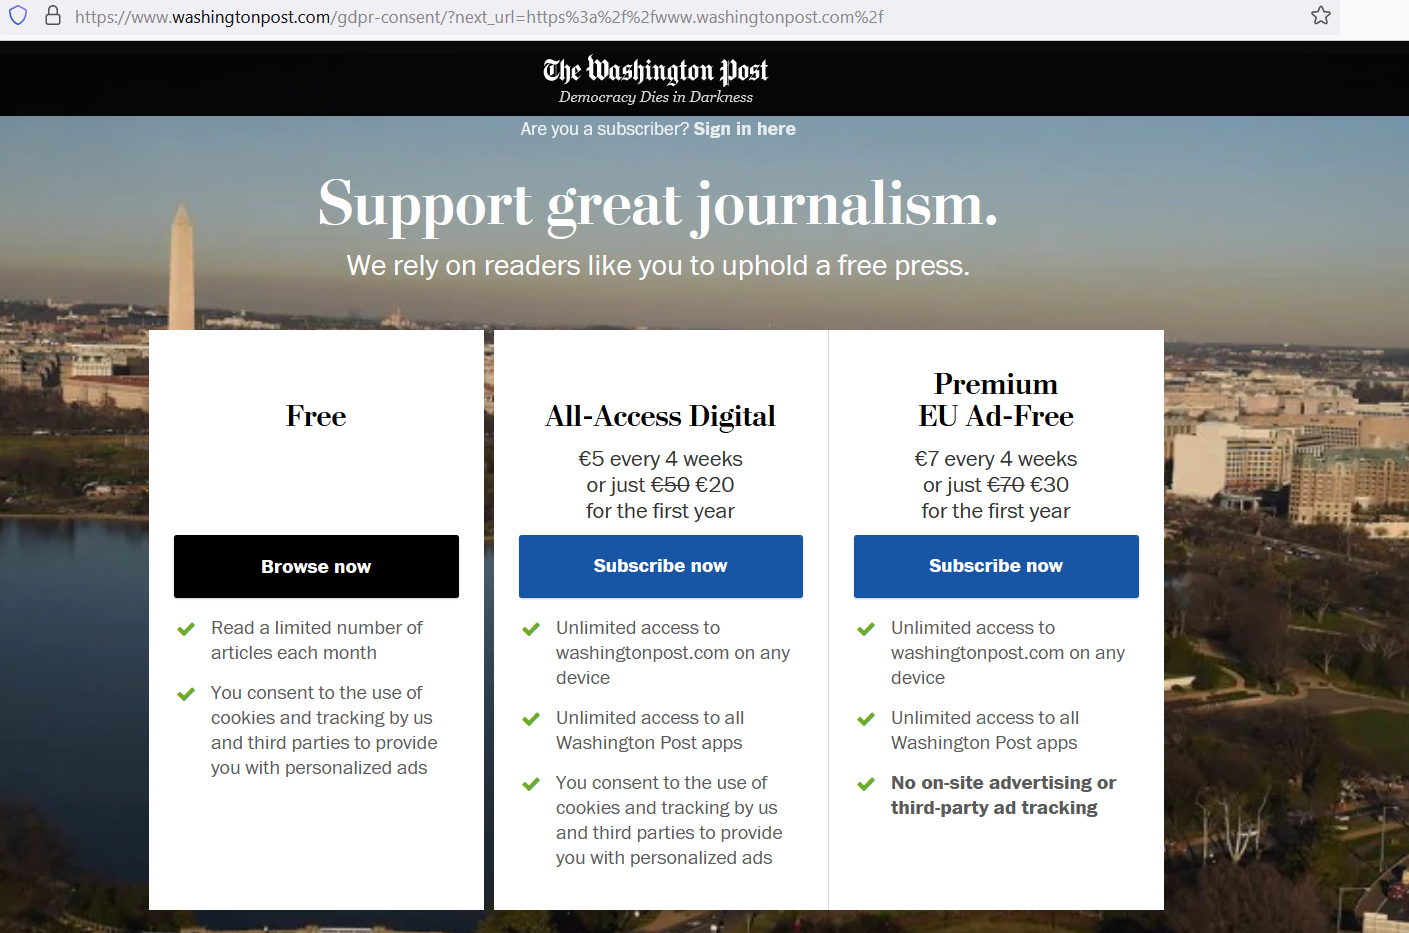 https://www.washingtonpost.com/gdpr-consent/?next_url=https%3a%2f%2fwww.washingtonpost.com%2f
The Washington Post
Democracy Dies in Darkness
Are you a subscriber? Sign in here
Support great journalism.
We rely on readers like you to uphold a free press.
Free
Browse now
Read a limited number of
articles each month
You consent to the use of
cookies and tracking by us
and third parties to provide
you with personalized ads
All-Access Digital
€5 every 4 weeks
or just €50 €20
for the first year
Subscribe now
Unlimited access to
washingtonpost.com on any
device
Unlimited access to all
Washington Post apps
You consent to the use of
cookies and tracking by us
and third parties to provide
you with personalized ads
Premium
EU Ad-Free
€7 every 4 weeks
or just €70 €30
for the first year
Subscribe now
Unlimited access to
washingtonpost.com on any
device
Unlimited access to all
Washington Post apps
No on-site advertising or
third-party ad tracking